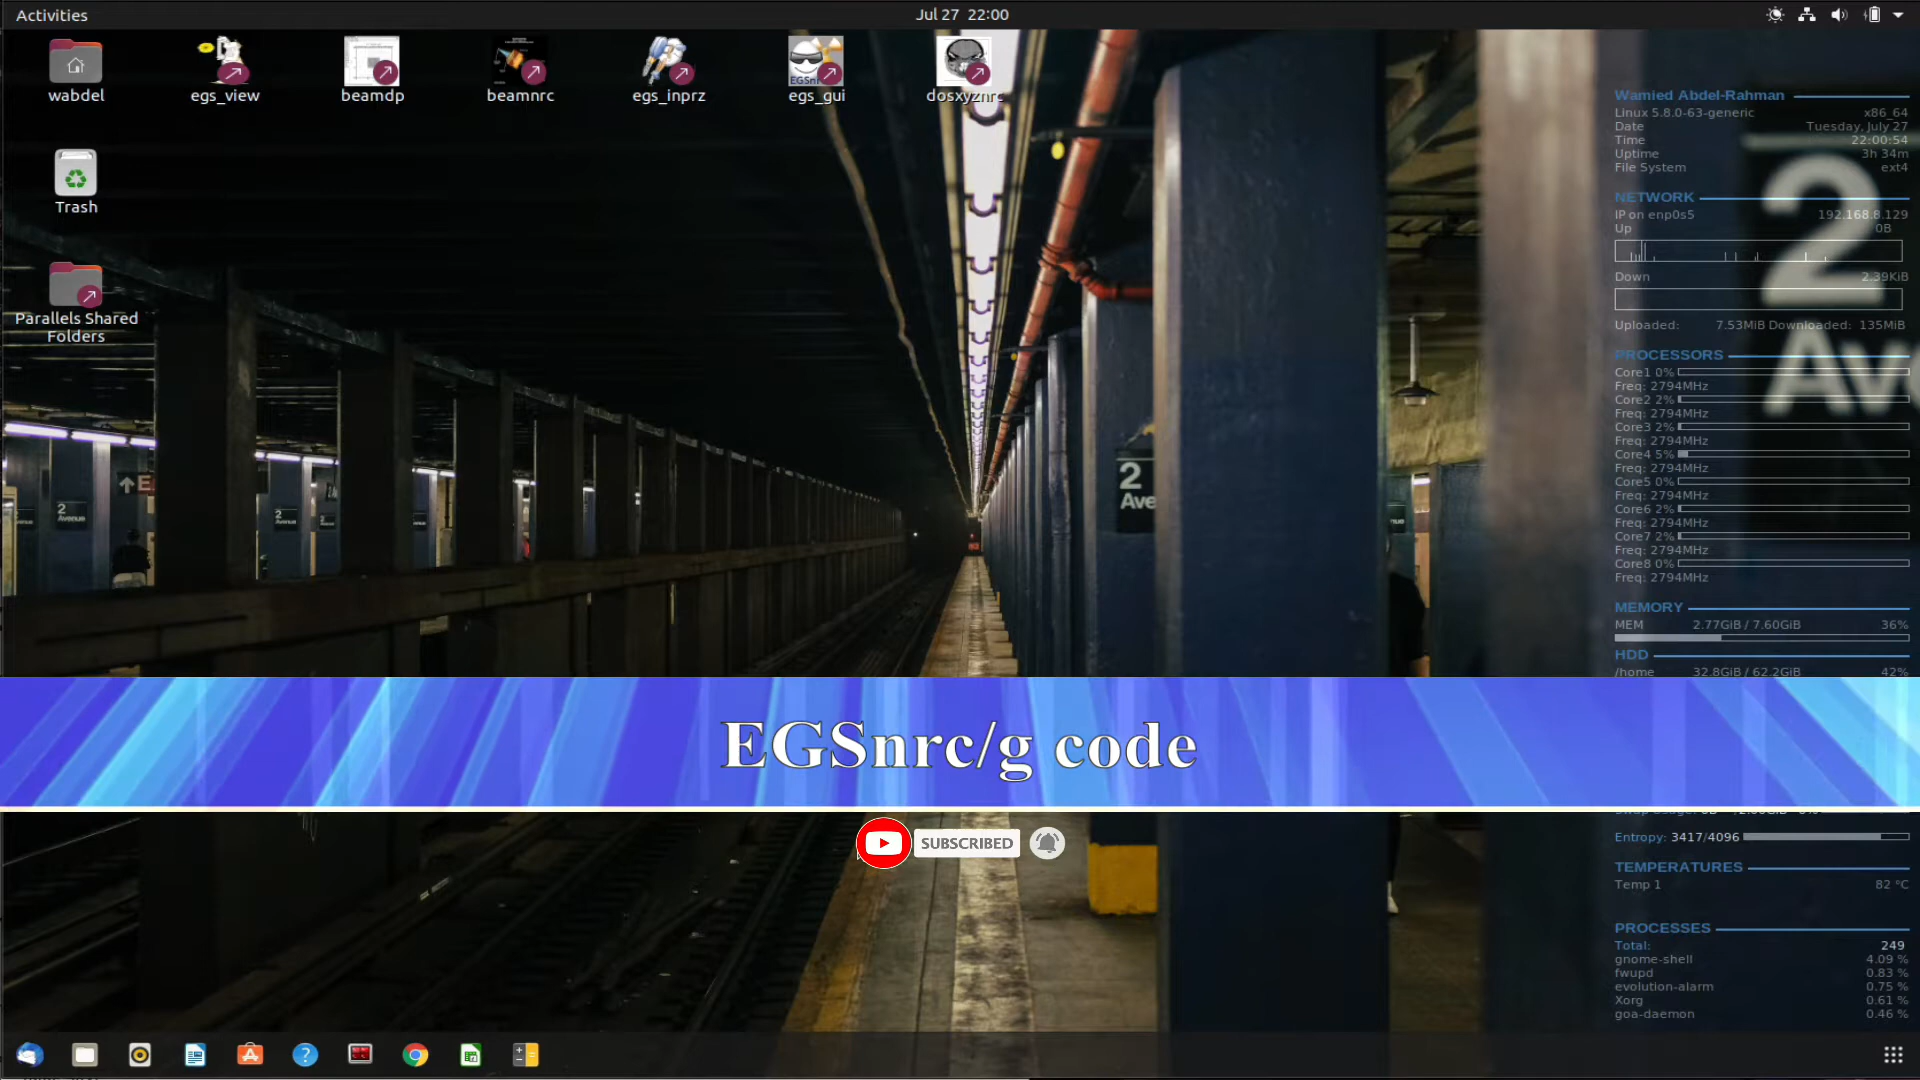 Activities
Jul 27 22:00
wabdel
egs_view
beamdp
beamnrc
egs_inprz
egs_gui
dosxyznrc
Trash
Parallels Shared
Folders
Wamied Abdel-Rahman
Linux 5.8.0-63-generic x86_64
Date Tuesday, July 27
Time 22:00:54
Uptime 3h 34m
File System ext4
NETWORK
IP on enp0s5 192.168.8.129
Up 0B
Down 2.39KiB
Uploaded: 7.53MiB Downloaded: 135MiB
PROCESSORS
Core1 0%
Freq: 2794MHz
Core2 2%
Freq: 2794MHz
Core3 2%
Freq: 2794MHz
Core4 5%
Freq: 2794MHz
Core5 0%
Freq: 2794MHz
Core6 2%
Freq: 2794MHz
Core7 2%
Freq: 2794MHz
Core8 0%
Freq: 2794MHz
MEMORY
MEM 2.77GiB / 7.60GiB 36%
HDD
/home 32.8GiB / 62.2GiB 42%
2
Av
2
Ave
E
2
Avenue
2
Avenue
EGSnrc/g code
SUBSCRIBED
Entropy: 3417/4096
TEMPERATURES
Temp 1 82 °C
PROCESSES
Total: 249
gnome-shell 4.09 %
fwupd 0.83 %
evolution-alarm 0.75 %
Xorg 0.61 %
goa-daemon 0.46 %